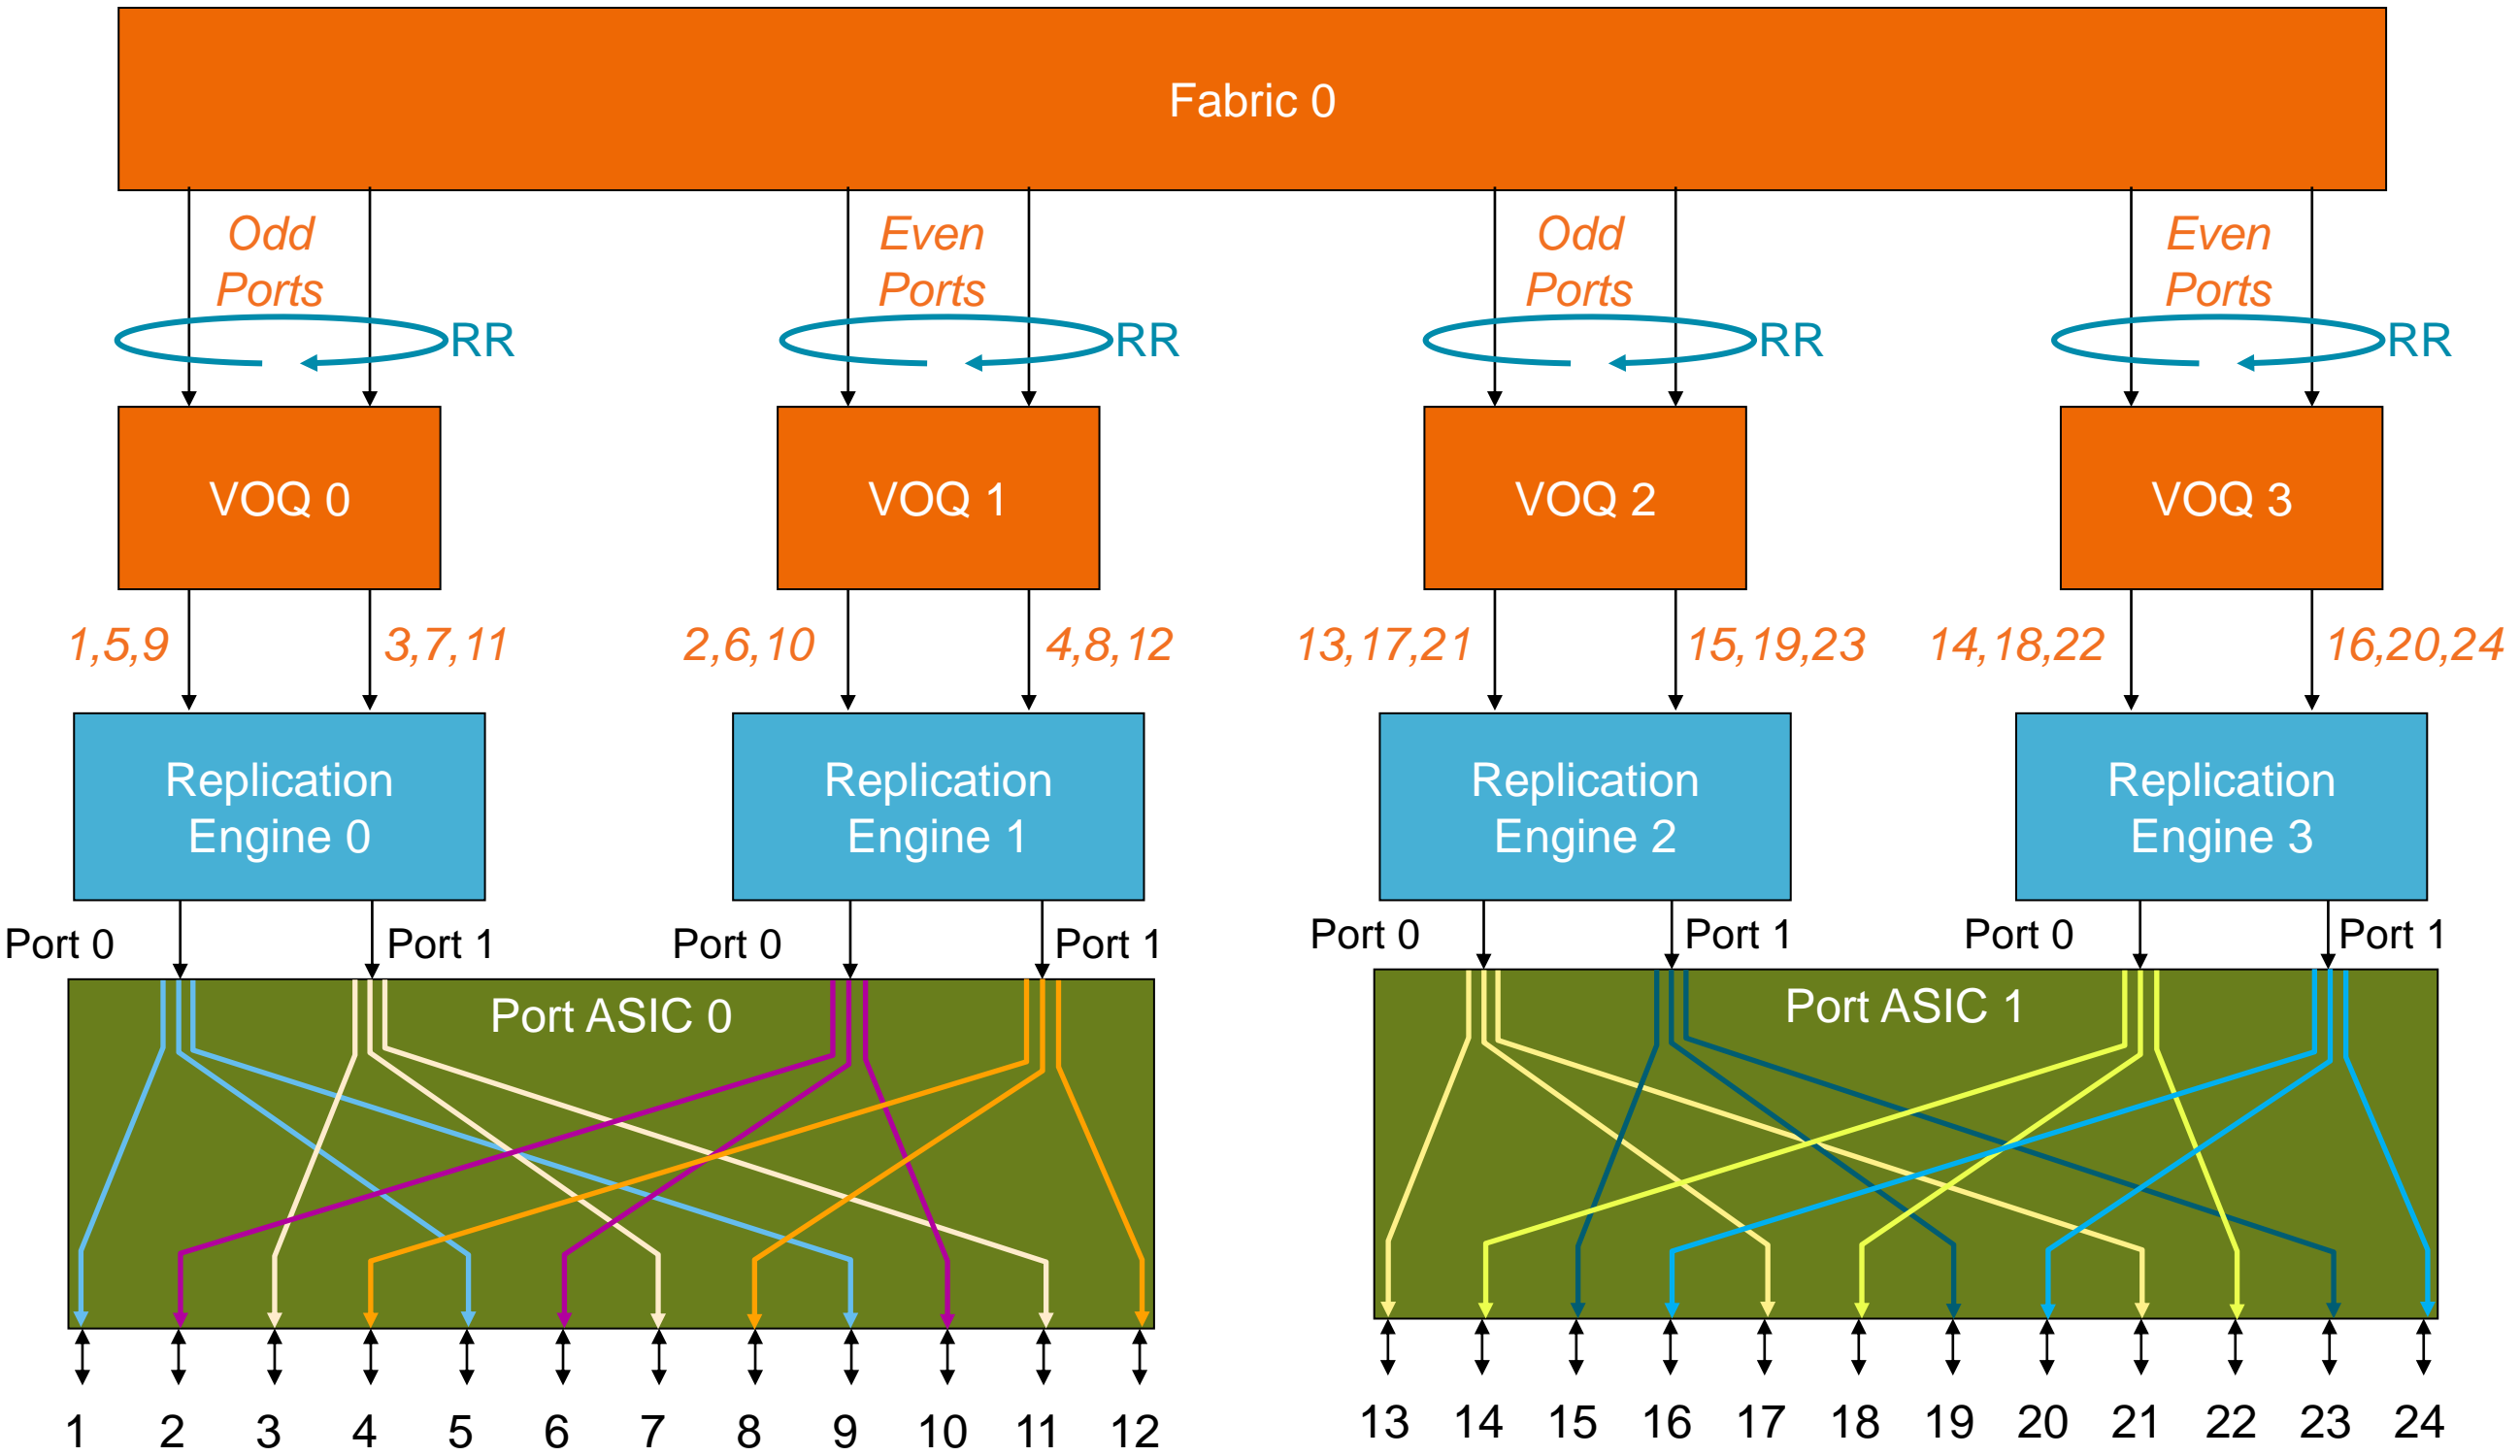 Fabric 0
Odd
Ports
RR
Even
Ports
RR
Odd
Ports
RR
Even
Ports
RR
VOQ 0
VOQ 1
VOQ 2
VOQ 3
1,5,9
3,7,11
2,6,10
4,8,12
13,17,21
15,19,23
14,18,22
16,20,24
Replication
Engine 0
Replication
Engine 1
Replication
Engine 2
Replication
Engine 3
Port 0
Port 1
Port 0
Port 1
Port 0
Port 1
Port 0
Port 1
Port ASIC 0
Port ASIC 1
1 2 3 4 5 6 7 8 9 10 11 12
13 14 15 16 17 18 19 20 21 22 23 24